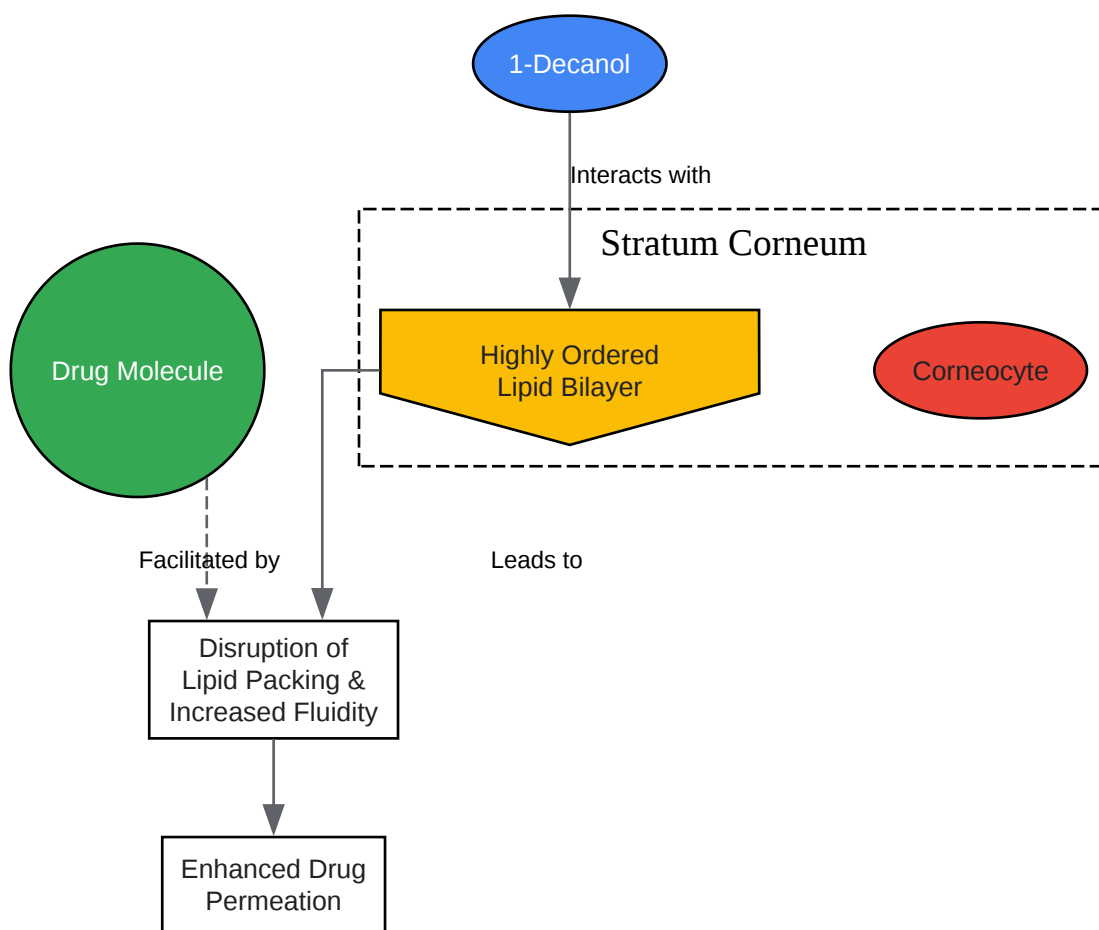 1-Decanol
Interacts with
Stratum Corneum
Drug Molecule
Highly Ordered
Lipid Bilayer
Corneocyte
Facilitated by
Leads to
Disruption of
Lipid Packing &
Increased Fluidity
Enhanced Drug
Permeation